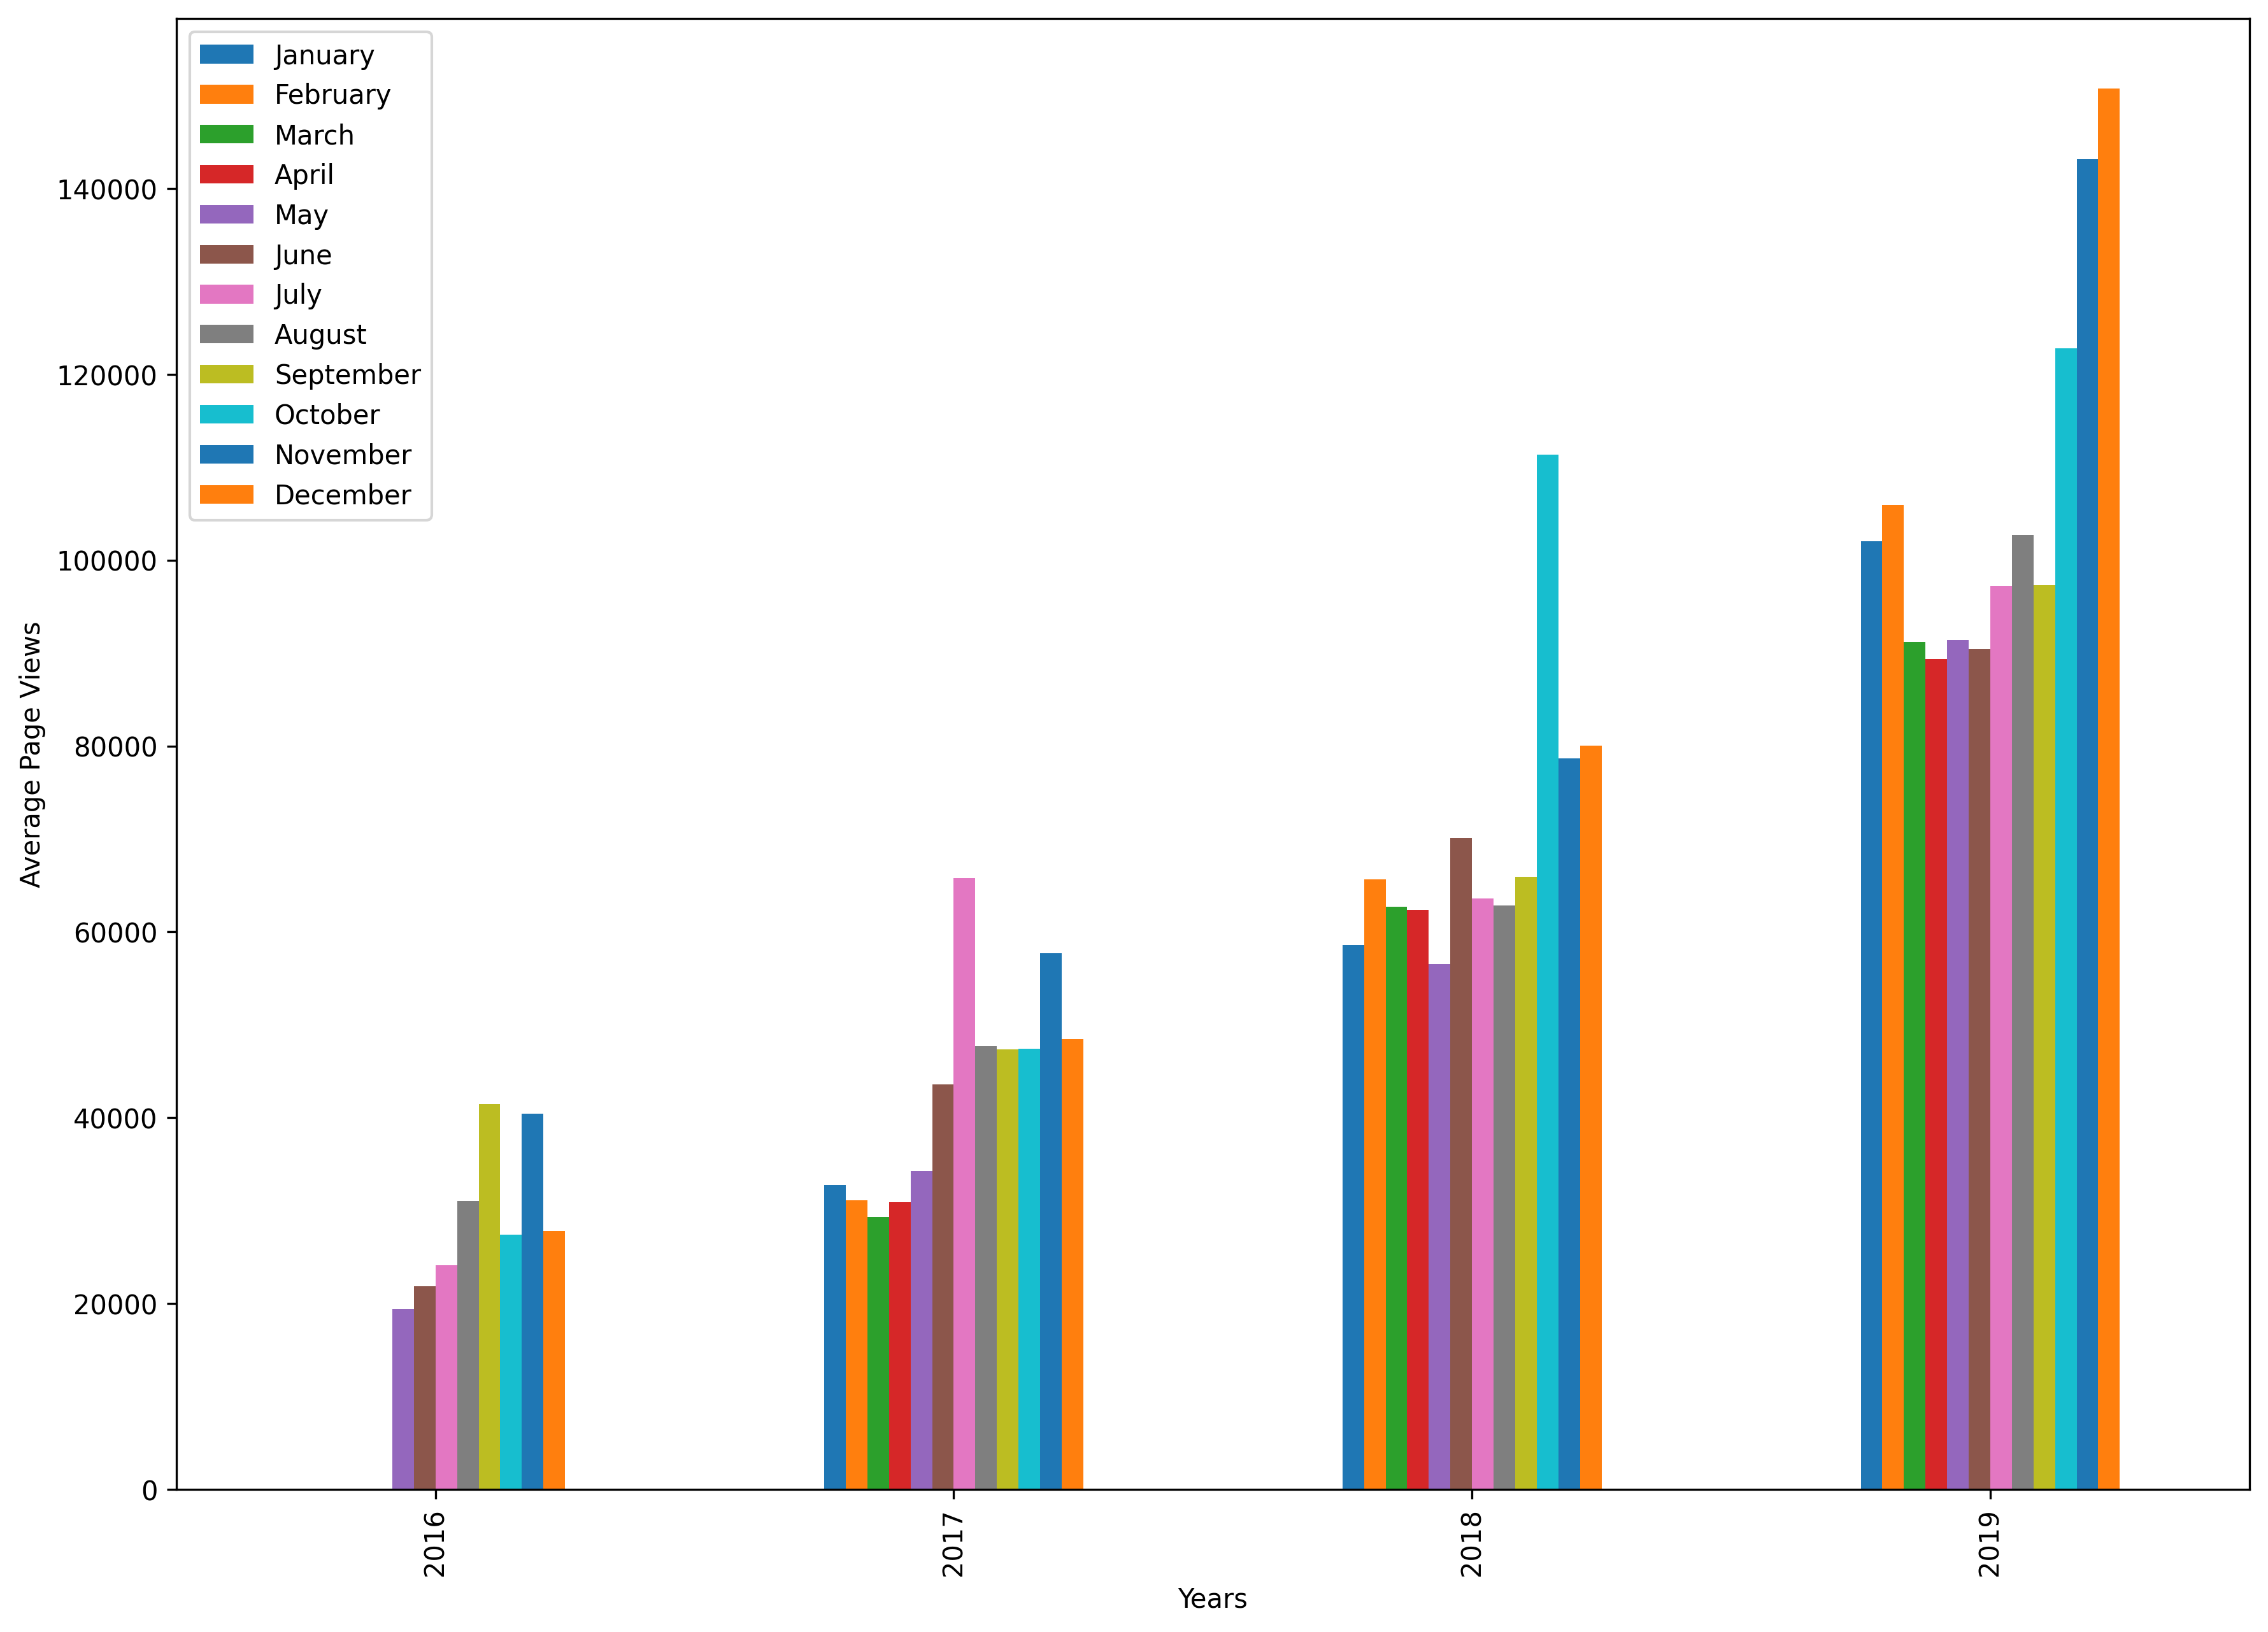 January
February
March
April
May
June
July
August
September
October
November
December
140000
120000
100000
80000
60000
40000
20000
0
Average Page Views
2016
2017
2018
2019
Years